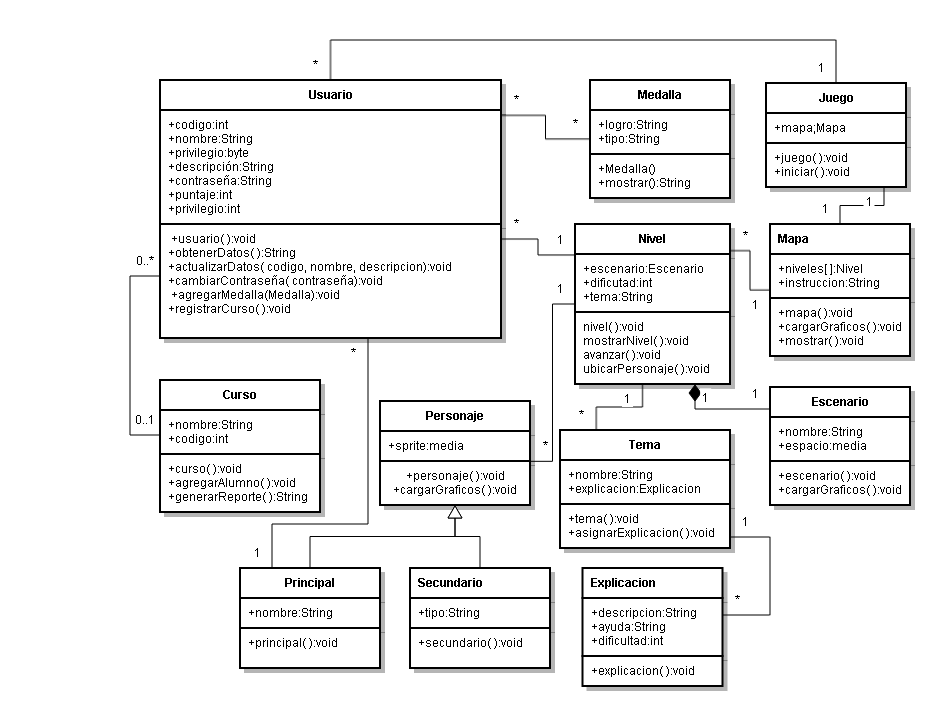 *
1
Usuario
+codigo:int
+nombre:String
+privilegio:byte
+descripción:String
+contraseña:String
+puntaje:int
+privilegio:int
+usuario():void
+obtenerDatos():String
+actualizarDatos( codigo, nombre, descripcion):void
+cambiarContraseña( contraseña):void
+agregarMedalla(Medalla):void
+registrarCurso():void
*
*
Medalla
+logro:String
+tipo:String
+Medalla()
+mostrar():String
Juego
+mapa;Mapa
+juego():void
+iniciar():void
1
1
*
1
Nivel
+escenario:Escenario
+dificutad:int
+tema:String
nivel():void
mostrarNivel():void
avanzar():void
ubicarPersonaje():void
*
1
Mapa
+niveles[]:Nivel
+instruccion:String
+mapa():void
+cargarGraficos():void
+mostrar():void
0..*
0..1
*
1
1
*
Curso
+nombre:String
+codigo:int
+curso():void
+agregarAlumno():void
+generarReporte():String
Personaje
+sprite:media
+personaje():void
+cargarGraficos():void
1
*
1
1
Escenario
+nombre:String
+espacio:media
+escenario():void
+cargarGraficos():void
Tema
+nombre:String
+explicacion:Explicacion
+tema():void
+asignarExplicacion():void
1
*
Principal
+nombre:String
+principal():void
Secundario
+tipo:String
+secundario():void
Explicacion
+descripcion:String
+ayuda:String
+dificultad:int
+explicacion():void